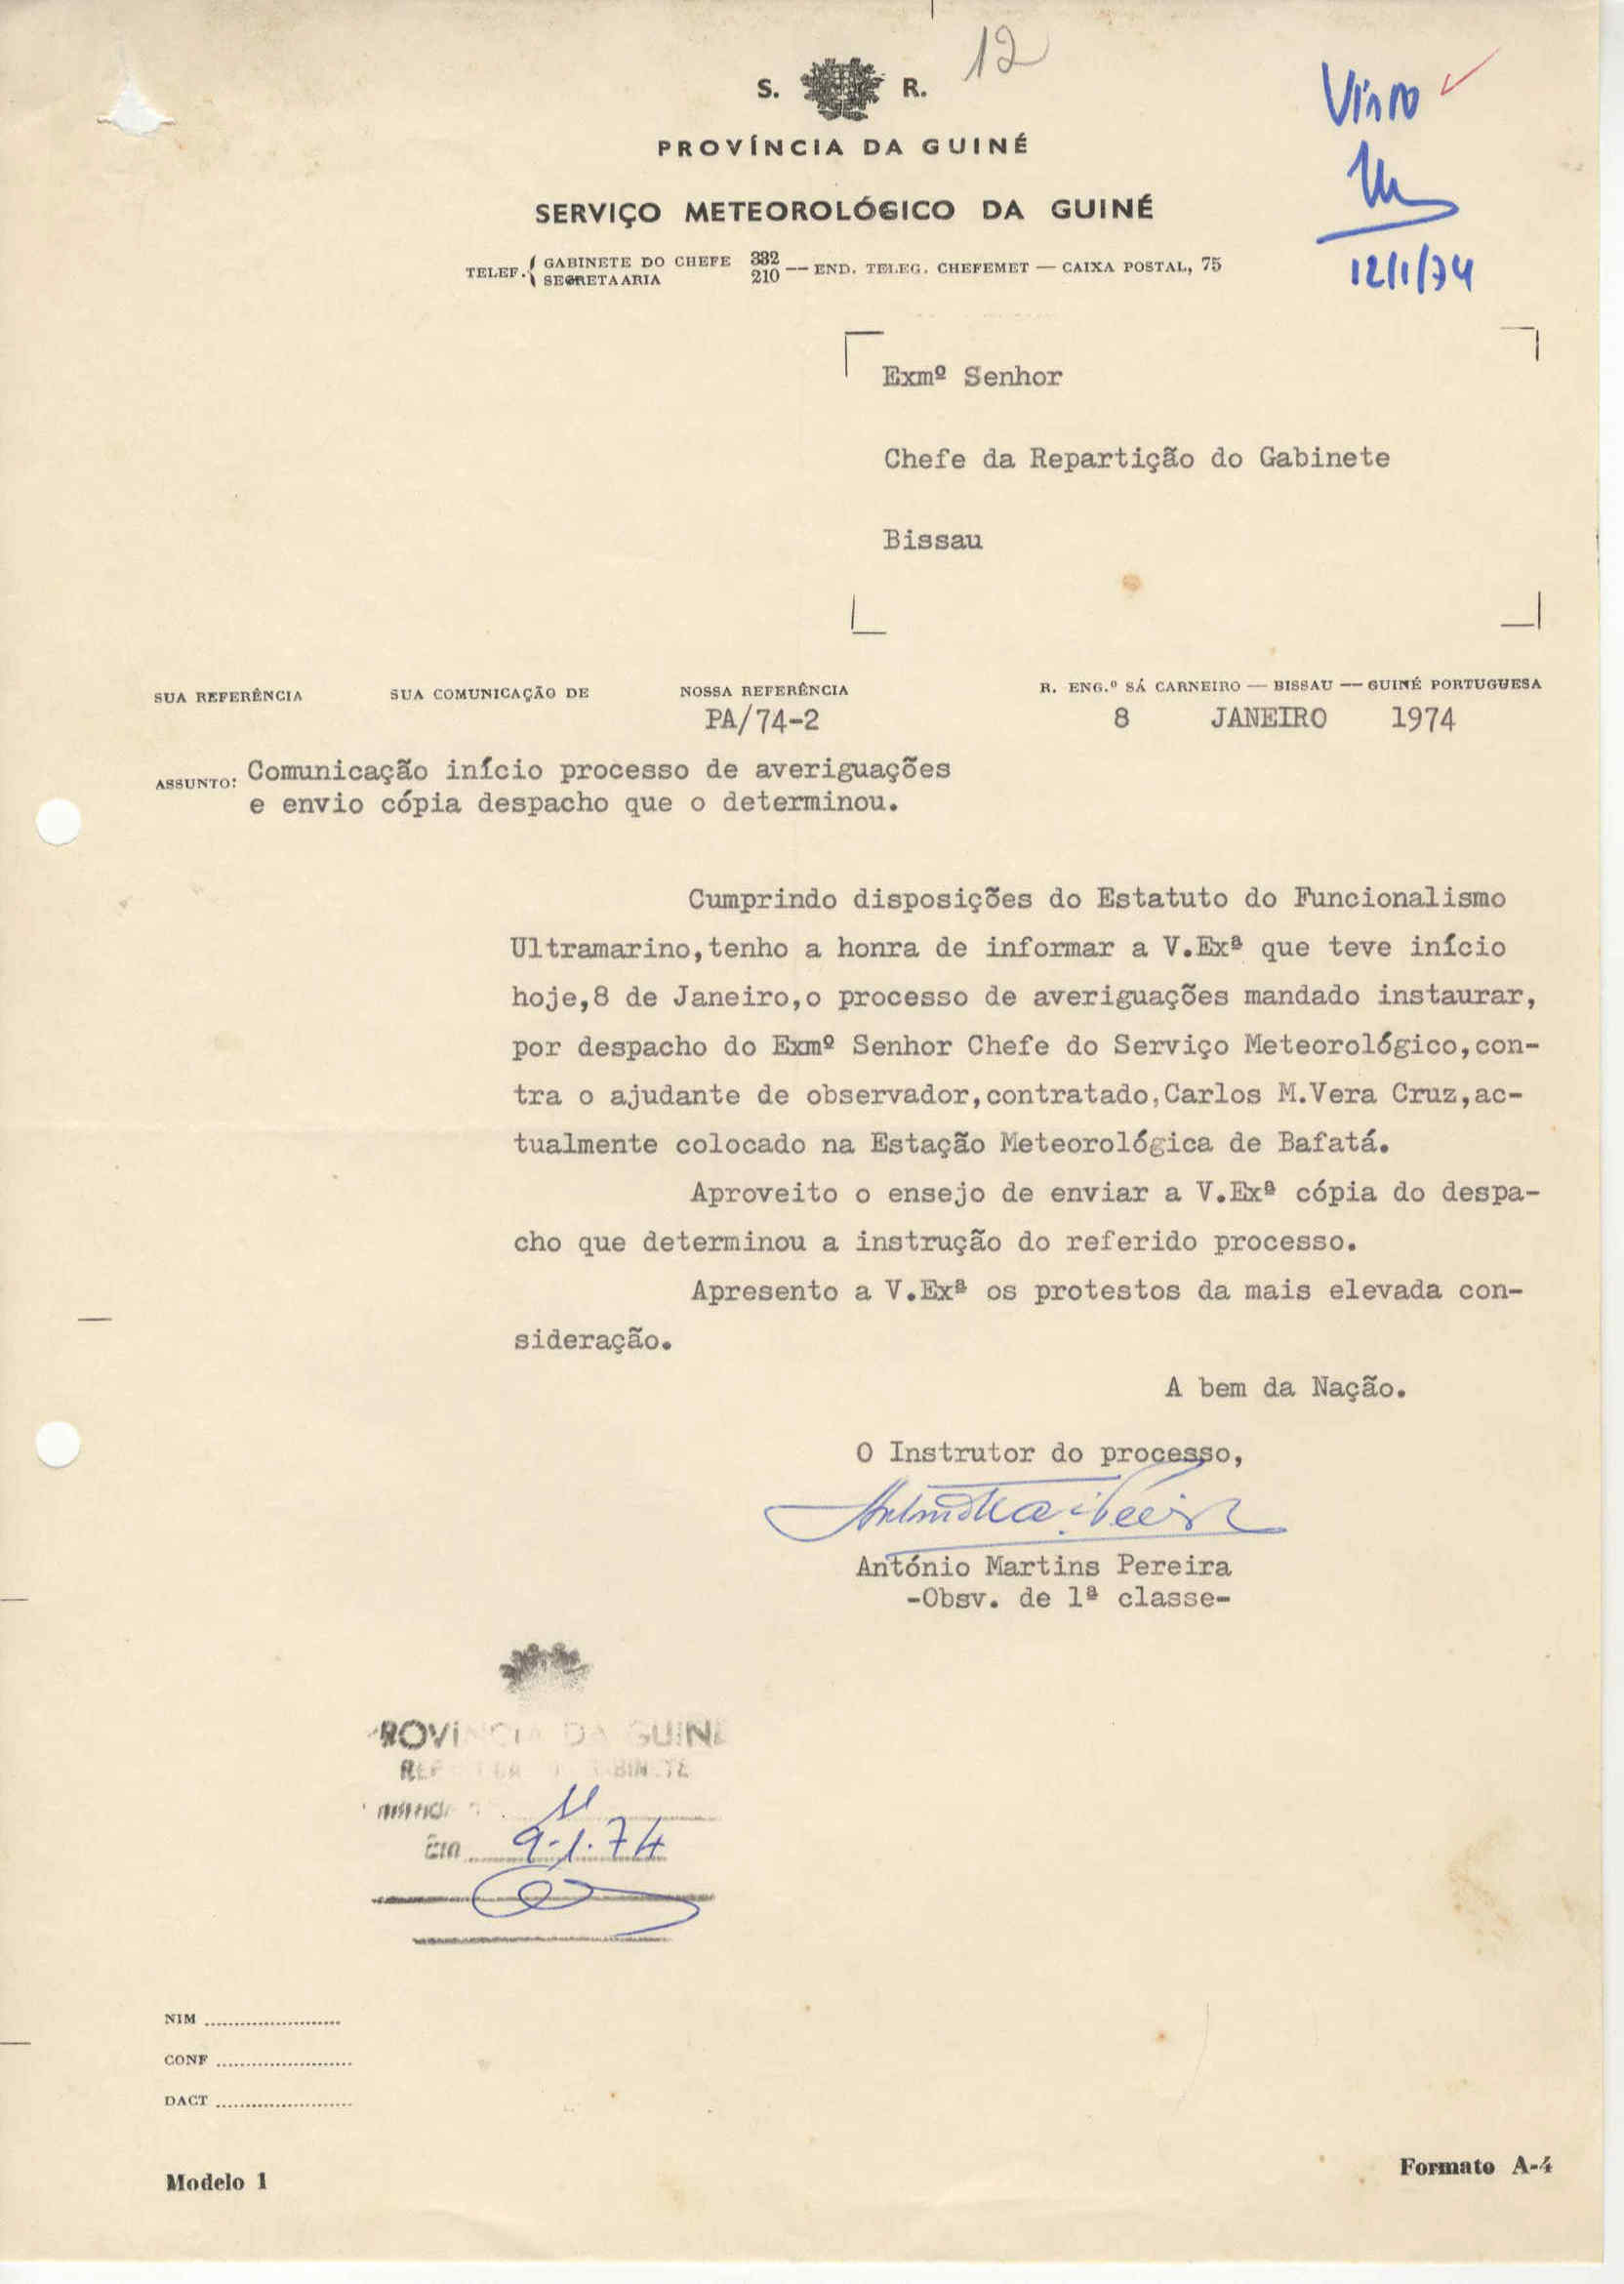 12
S. R.
Visto
PROVÍNCIA DA GUINÉ
SERVIÇO METEOROLÓGICO DA GUINÉ
TELEF. { GABINETE DO CHEFE 332
SECRETAARIA 210 — END. TELEG. CHEFEMET — CAIXA POSTAL, 75
12/1/74
Exmº Senhor
Chefe da Repartição do Gabinete
Bissau
SUA REFERÊNCIA SUA COMUNICAÇÃO DE NOSSA REFERÊNCIA R. ENG.º SÁ CARNEIRO — BISSAU — GUINÉ PORTUGUESA
PA/74-2 8 JANEIRO 1974
ASSUNTO: Comunicação início processo de averiguações
e envio cópia despacho que o determinou.
Cumprindo disposições do Estatuto do Funcionalismo
Ultramarino,tenho a honra de informar a V.Exª que teve início
hoje,8 de Janeiro,o processo de averiguações mandado instaurar,
por despacho do Exmº Senhor Chefe do Serviço Meteorológico,con-
tra o ajudante de observador,contratado,Carlos M.Vera Cruz,ac-
tualmente colocado na Estação Meteorológica de Bafatá.
Aproveito o ensejo de enviar a V.Exª cópia do despa-
cho que determinou a instrução do referido processo.
Apresento a V.Exª os protestos da mais elevada con-
sideração.
A bem da Nação.
O Instrutor do processo,
António Martins Pereira
-Obsv. de 1ª classe-
PROVÍNCIA DA GUINÉ
Em 9-1-74
NIM
CONF
DACT
Modelo 1 Formato A-4